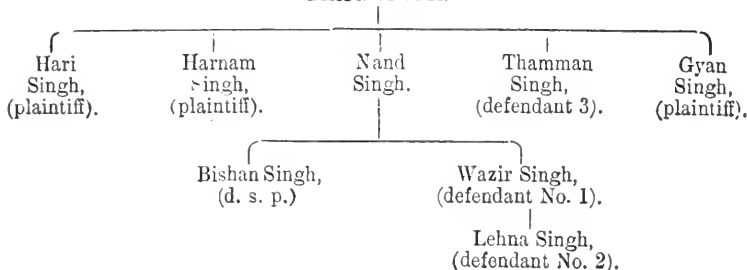 Hari Harnam Nand Thamman Gyan
Singh, Singh, Singh. Singh, Singh,
(plaintiff). (plaintiff). (defendant 3). (plaintiff).
Bishan Singh, Wazir Singh,
(d. s. p.) (defendant No. 1).
Lehna Singh,
(defendant No. 2).